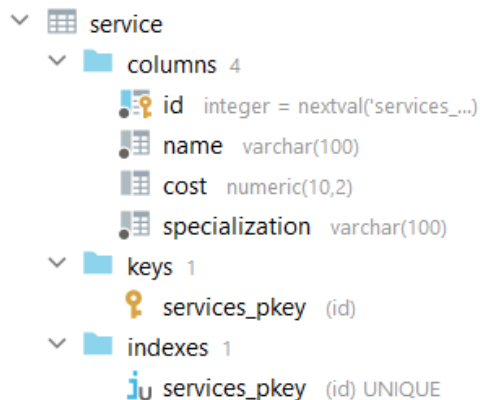 service
columns 4
id integer = nextval('services_...)
name varchar(100)
cost numeric(10,2)
specialization varchar(100)
keys 1
services_pkey (id)
indexes 1
services_pkey (id) UNIQUE